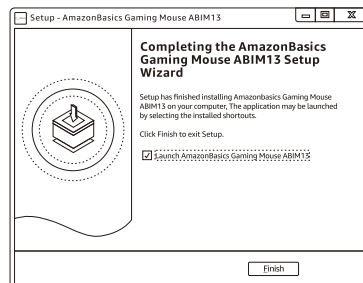 Setup - AmazonBasics Gaming Mouse ABIM13
Completing the AmazonBasics
Gaming Mouse ABIM13 Setup
Wizard
Setup has finished installing Amazonbasics Gaming Mouse
ABIM13 on your computer, The application may be launched
by selecting the installed shortcuts.
Click Finish to exit Setup.
Launch AmazonBasics Gaming Mouse ABIM13
Finish